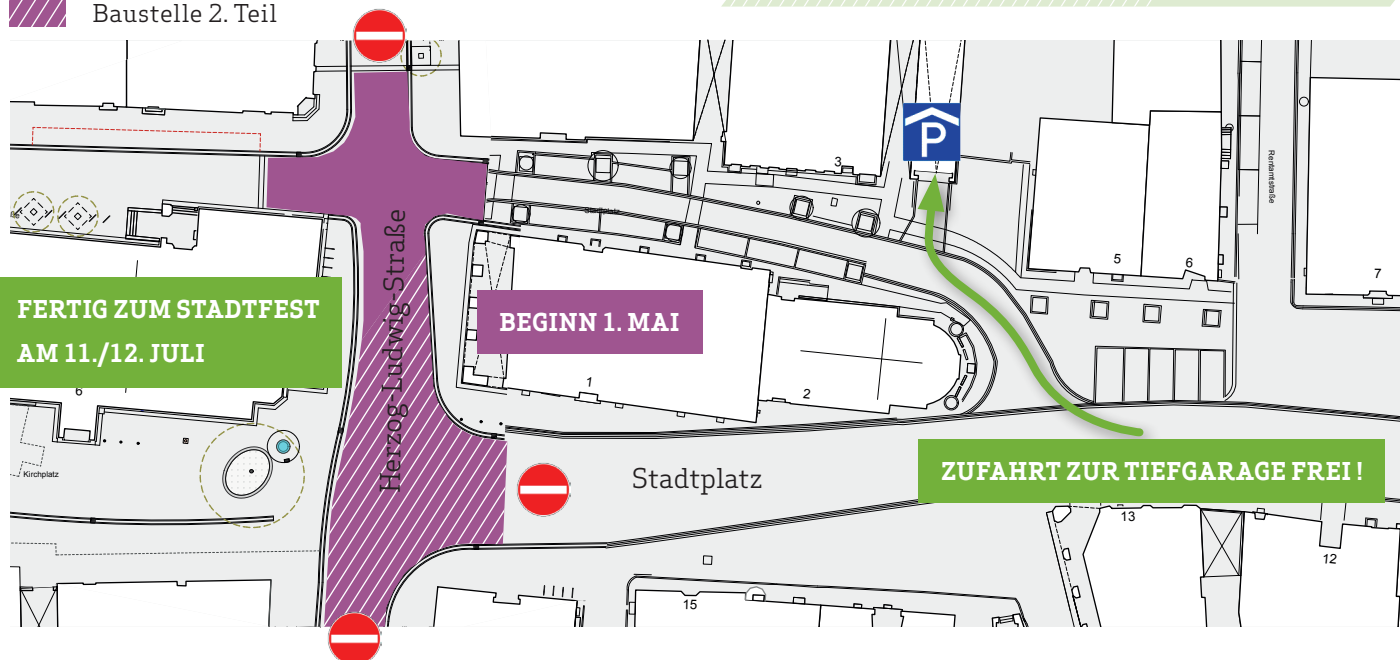 Baustelle 2. Teil
P
3
Rentamtstraße
5
6
7
Herzog-Ludwig-Straße
FERTIG ZUM STADTFEST
AM 11./12. JULI
BEGINN 1. MAI
6
1
2
Kirchplatz
Stadtplatz
ZUFAHRT ZUR TIEFGARAGE FREI !
13
12
15